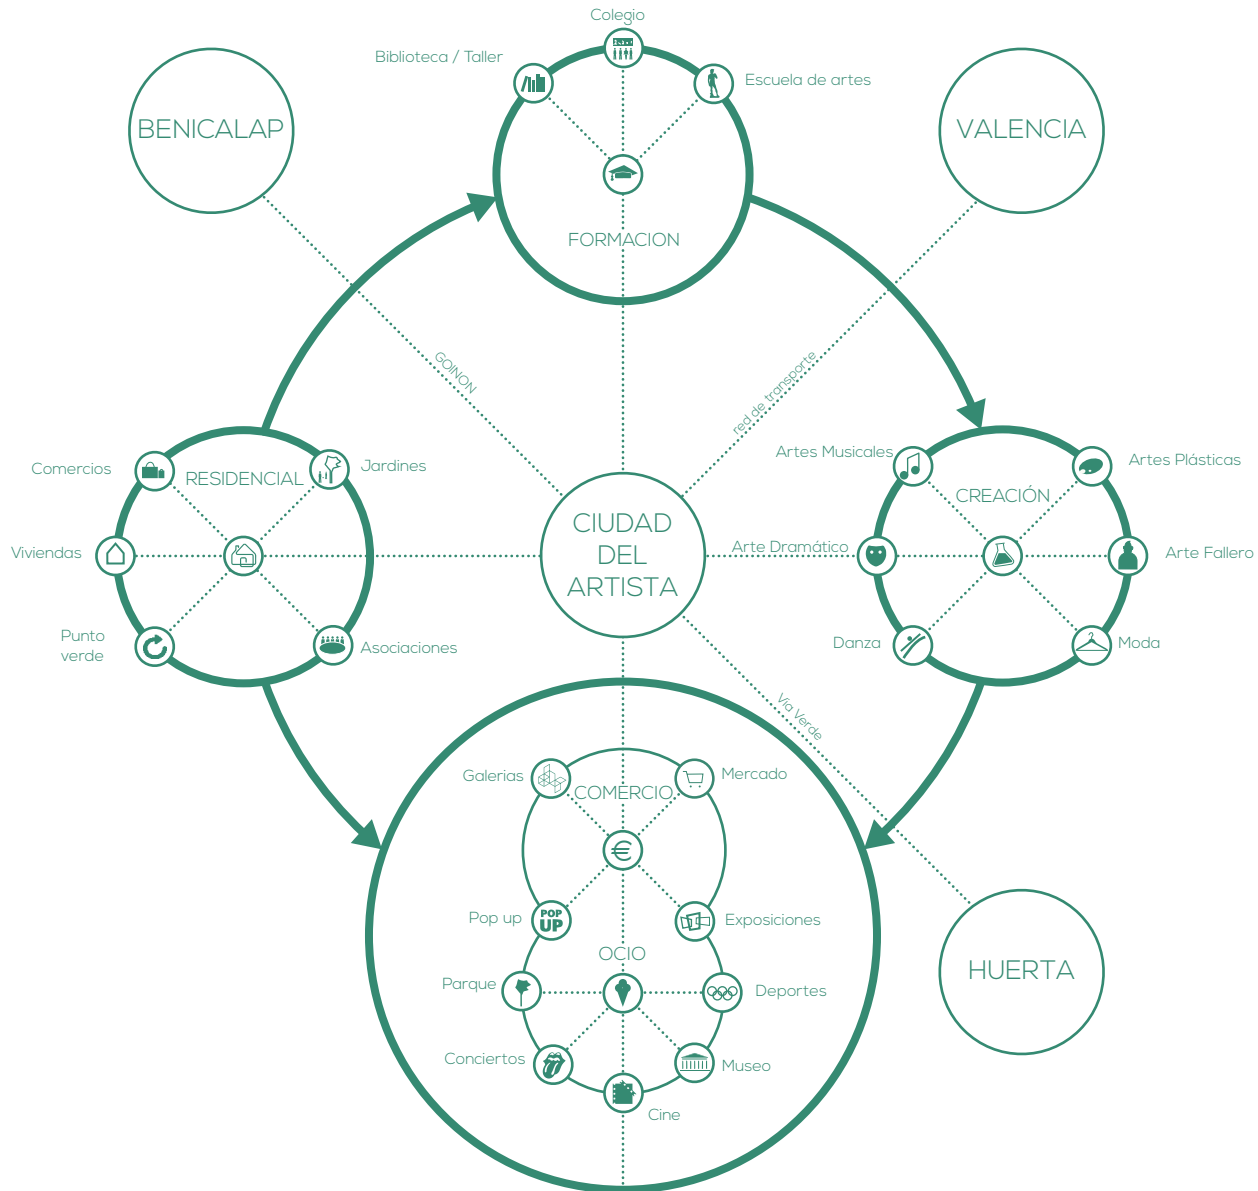 Colegio
Biblioteca / Taller
Escuela de artes
BENICALAP
VALENCIA
FORMACION
GOINON
red de transporte
Comercios
RESIDENCIAL
Jardines
Viviendas
Punto
verde
Asociaciones
CIUDAD
DEL
ARTISTA
Artes Musicales
Artes Plásticas
CREACIÓN
Arte Dramático
Arte Fallero
Danza
Moda
Vía Verde
Galerías
COMERCIO
Mercado
€
Pop up
POP
UP
Exposiciones
OCIO
Parque
Deportes
Conciertos
Museo
Cine
HUERTA